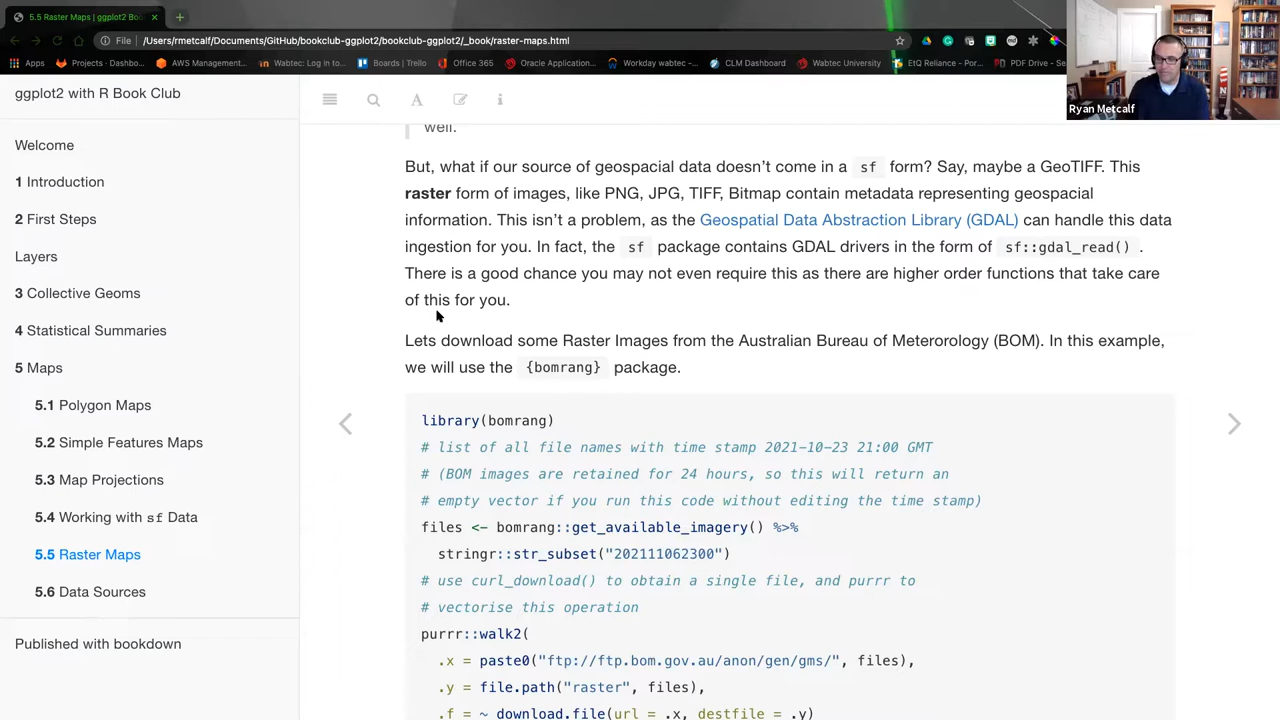 5.5 Raster Maps | ggplot2 Bo
File
/Users/rmetcalf/Documents/GitHub/bookclub-ggplot2/bookclub-ggplot2/_book/raster-maps.html
Apps
Projects · Dashbo...
AWS Management...
Wabtec: Log in to...
Boards | Trello
Office 365
Oracle Application...
Workday wabtec –...
CLM Dashboard
Wabtec University
EtQ Reliance - Por...
PDF Drive - Se
Ryan Metcalf
ggplot2 with R Book Club
Welcome
1 Introduction
2 First Steps
Layers
3 Collective Geoms
4 Statistical Summaries
5 Maps
5.1 Polygon Maps
5.2 Simple Features Maps
5.3 Map Projections
5.4 Working with sf Data
5.5 Raster Maps
5.6 Data Sources
Published with bookdown
well.
But, what if our source of geospacial data doesn't come in a sf form? Say, maybe a GeoTIFF. This
raster form of images, like PNG, JPG, TIFF, Bitmap contain metadata representing geospacial
information. This isn't a problem, as the Geospatial Data Abstraction Library (GDAL) can handle this data
ingestion for you. In fact, the sf package contains GDAL drivers in the form of sf::gdal_read() .
There is a good chance you may not even require this as there are higher order functions that take care
of this for you.
Lets download some Raster Images from the Australian Bureau of Meterorology (BOM). In this example,
we will use the {bomrang} package.
library(bomrang)
# list of all file names with time stamp 2021-10-23 21:00 GMT
# (BOM images are retained for 24 hours, so this will return an
# empty vector if you run this code without editing the time stamp)
files <- bomrang::get_available_imagery() %>%
stringr::str_subset("202111062300")
# use curl_download() to obtain a single file, and purrr to
# vectorise this operation
purrr::walk2(
.x = paste0("ftp://ftp.bom.gov.au/anon/gen/gms/", files),
.y = file.path("raster", files),
.f = ~ download.file(url = .x, destfile = .y)